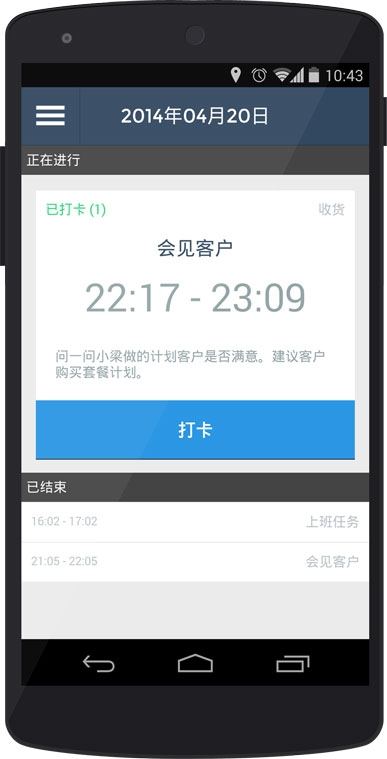 10:43
2014年04月20日
正在进行
已打卡 (1) 收货
会见客户
22:17 - 23:09
问一问小梁做的计划客户是否满意。建议客户
购买套餐计划。
打卡
已结束
16:02 - 17:02 上班任务
21:05 - 22:05 会见客户